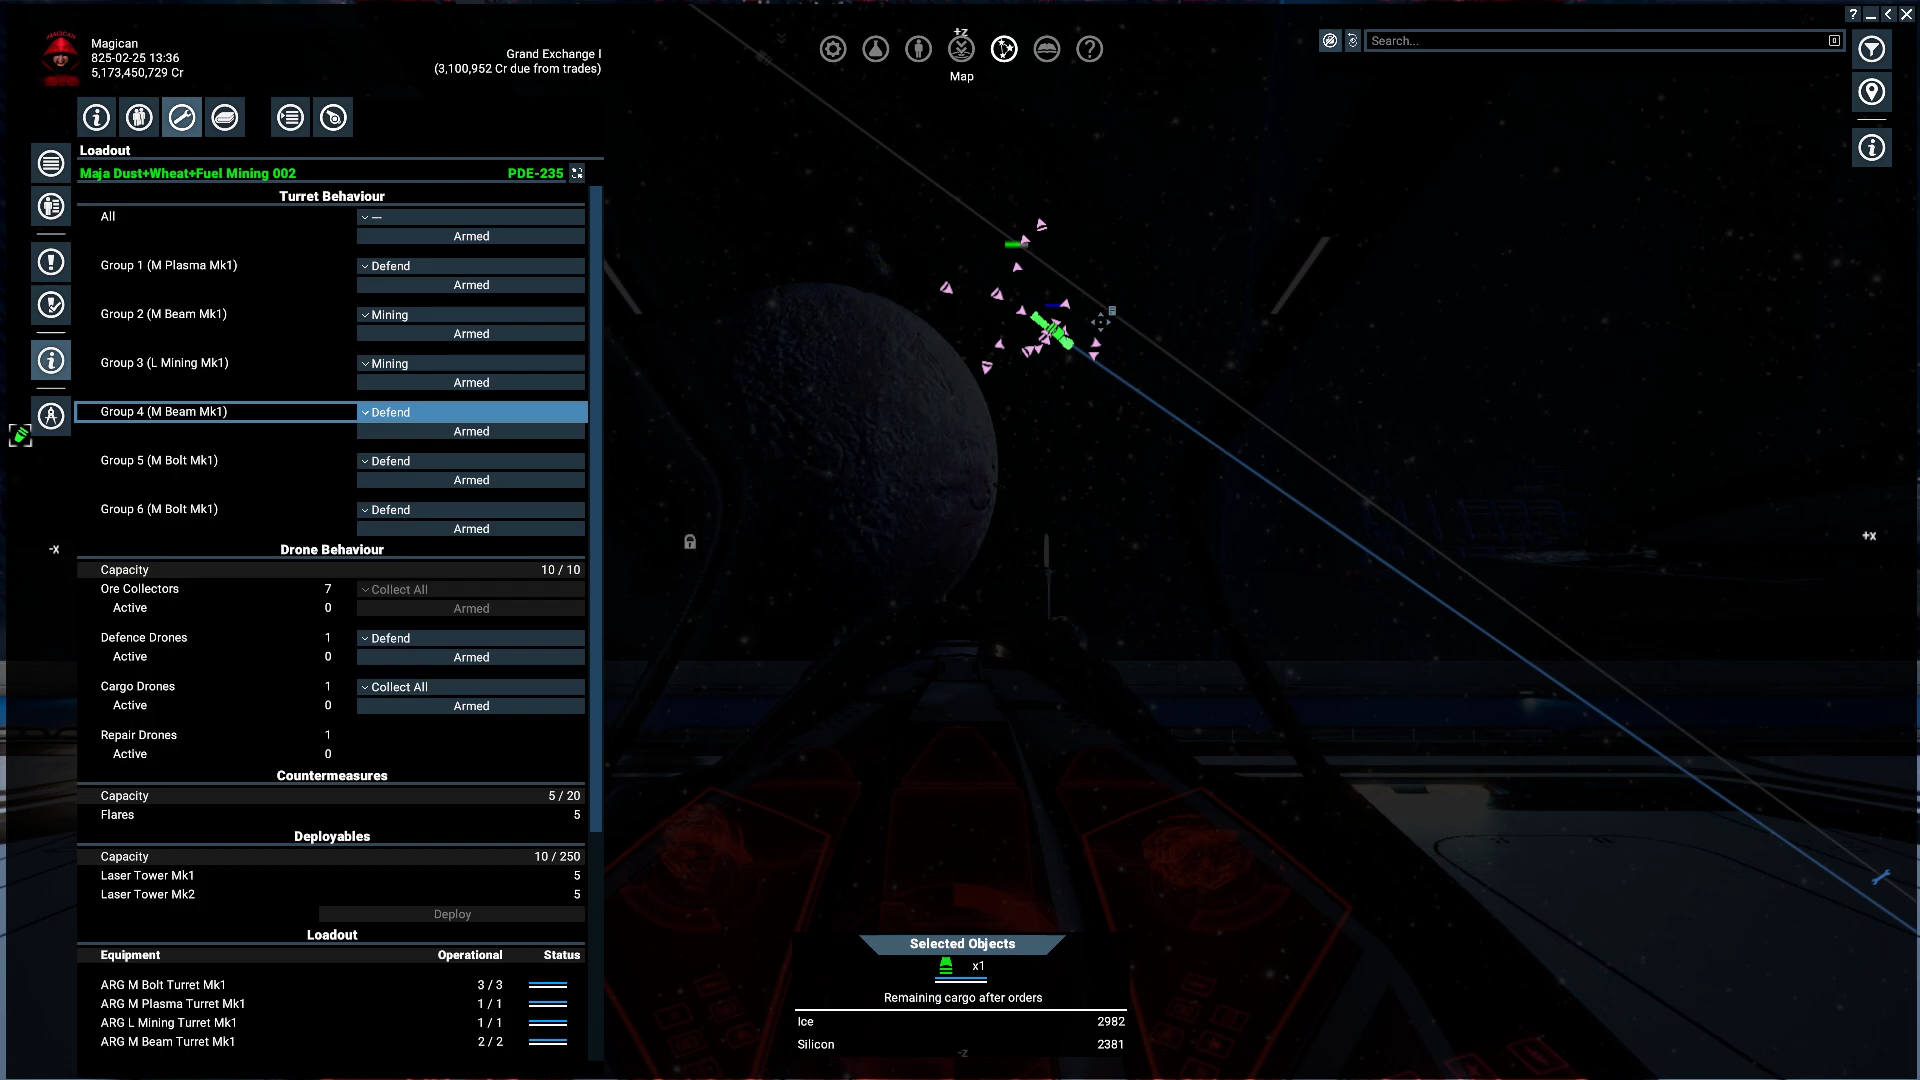 Magican
825-02-25 13:36
5,173,450,729 Cr
Grand Exchange I
(3,100,952 Cr due from trades)
+z
Map
Search...
Loadout
Maja Dust+Wheat+Fuel Mining 002 PDE-235
Turret Behaviour
All ---
Armed
Group 1 (M Plasma Mk1) Defend
Armed
Group 2 (M Beam Mk1) Mining
Armed
Group 3 (L Mining Mk1) Mining
Armed
Group 4 (M Beam Mk1) Defend
Armed
Group 5 (M Bolt Mk1) Defend
Armed
Group 6 (M Bolt Mk1) Defend
Armed
-x
+x
Drone Behaviour
Capacity 10 / 10
Ore Collectors 7 Collect All
Active 0 Armed
Defence Drones 1 Defend
Active 0 Armed
Cargo Drones 1 Collect All
Active 0 Armed
Repair Drones 1
Active 0
Countermeasures
Capacity 5 / 20
Flares 5
Deployables
Capacity 10 / 250
Laser Tower Mk1 5
Laser Tower Mk2 5
Deploy
Loadout
Equipment Operational Status
ARG M Bolt Turret Mk1 3 / 3
ARG M Plasma Turret Mk1 1 / 1
ARG L Mining Turret Mk1 1 / 1
ARG M Beam Turret Mk1 2 / 2
Selected Objects
x1
Remaining cargo after orders
Ice 2982
Silicon 2381
-z